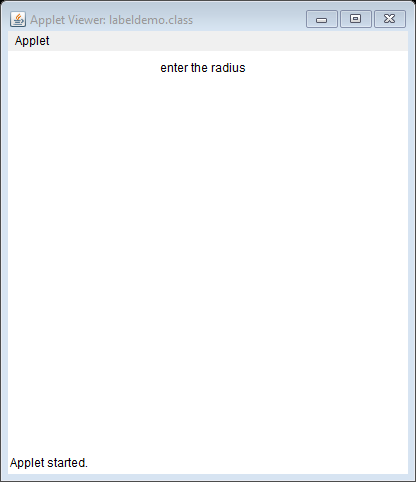 Applet Viewer: labeldemo.class
Applet
enter the radius
Applet started.